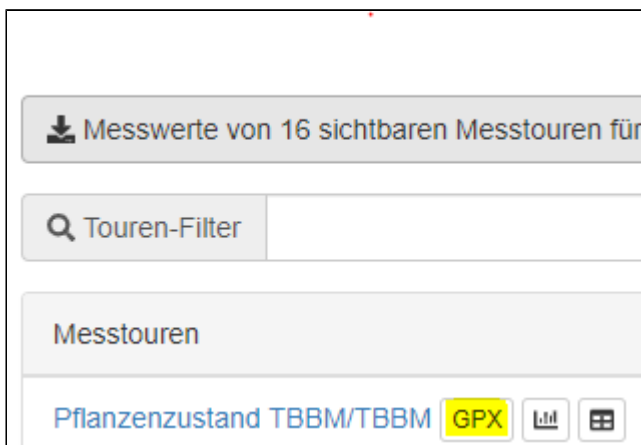 Messwerte von 16 sichtbaren Messtouren für
Touren-Filter
Messtouren
Pflanzenzustand TBBM/TBBM GPX